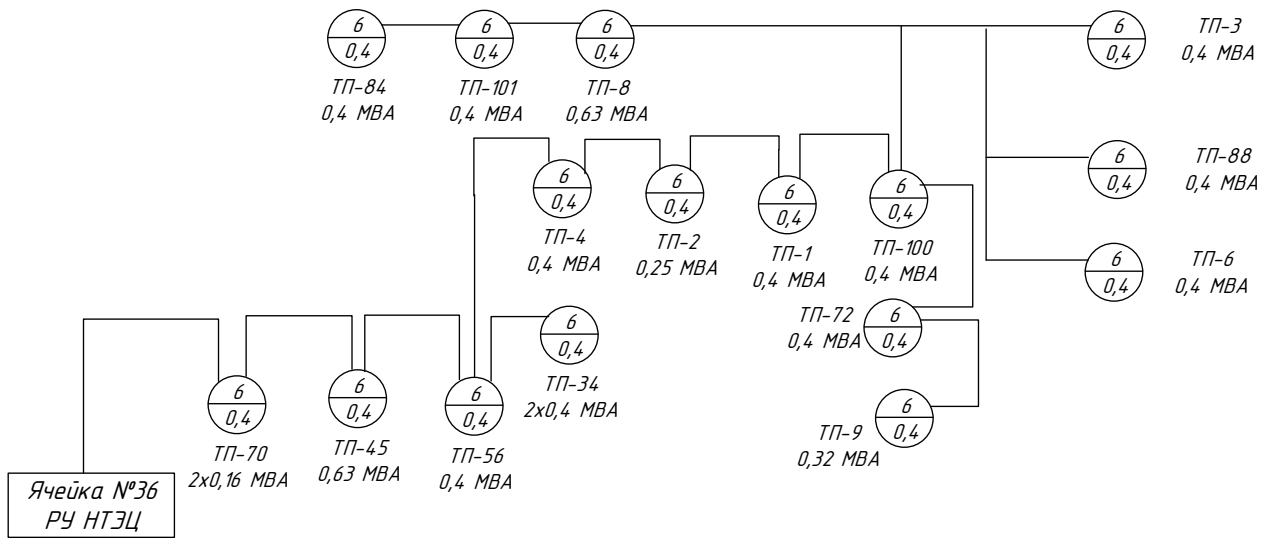 6
0,4
ТП-84
0,4 МВА
6
0,4
ТП-101
0,4 МВА
6
0,4
ТП-8
0,63 МВА
6
0,4
ТП-3
0,4 МВА
6
0,4
ТП-4
0,4 МВА
6
0,4
ТП-2
0,25 МВА
6
0,4
ТП-1
0,4 МВА
6
0,4
ТП-100
0,4 МВА
6
0,4
ТП-88
0,4 МВА
6
0,4
ТП-6
0,4 МВА
6
0,4
ТП-72
0,4 МВА
6
0,4
ТП-9
0,32 МВА
6
0,4
ТП-34
2х0,4 МВА
6
0,4
ТП-70
2х0,16 МВА
6
0,4
ТП-45
0,63 МВА
6
0,4
ТП-56
0,4 МВА
Ячейка №36
РУ НТЭЦ